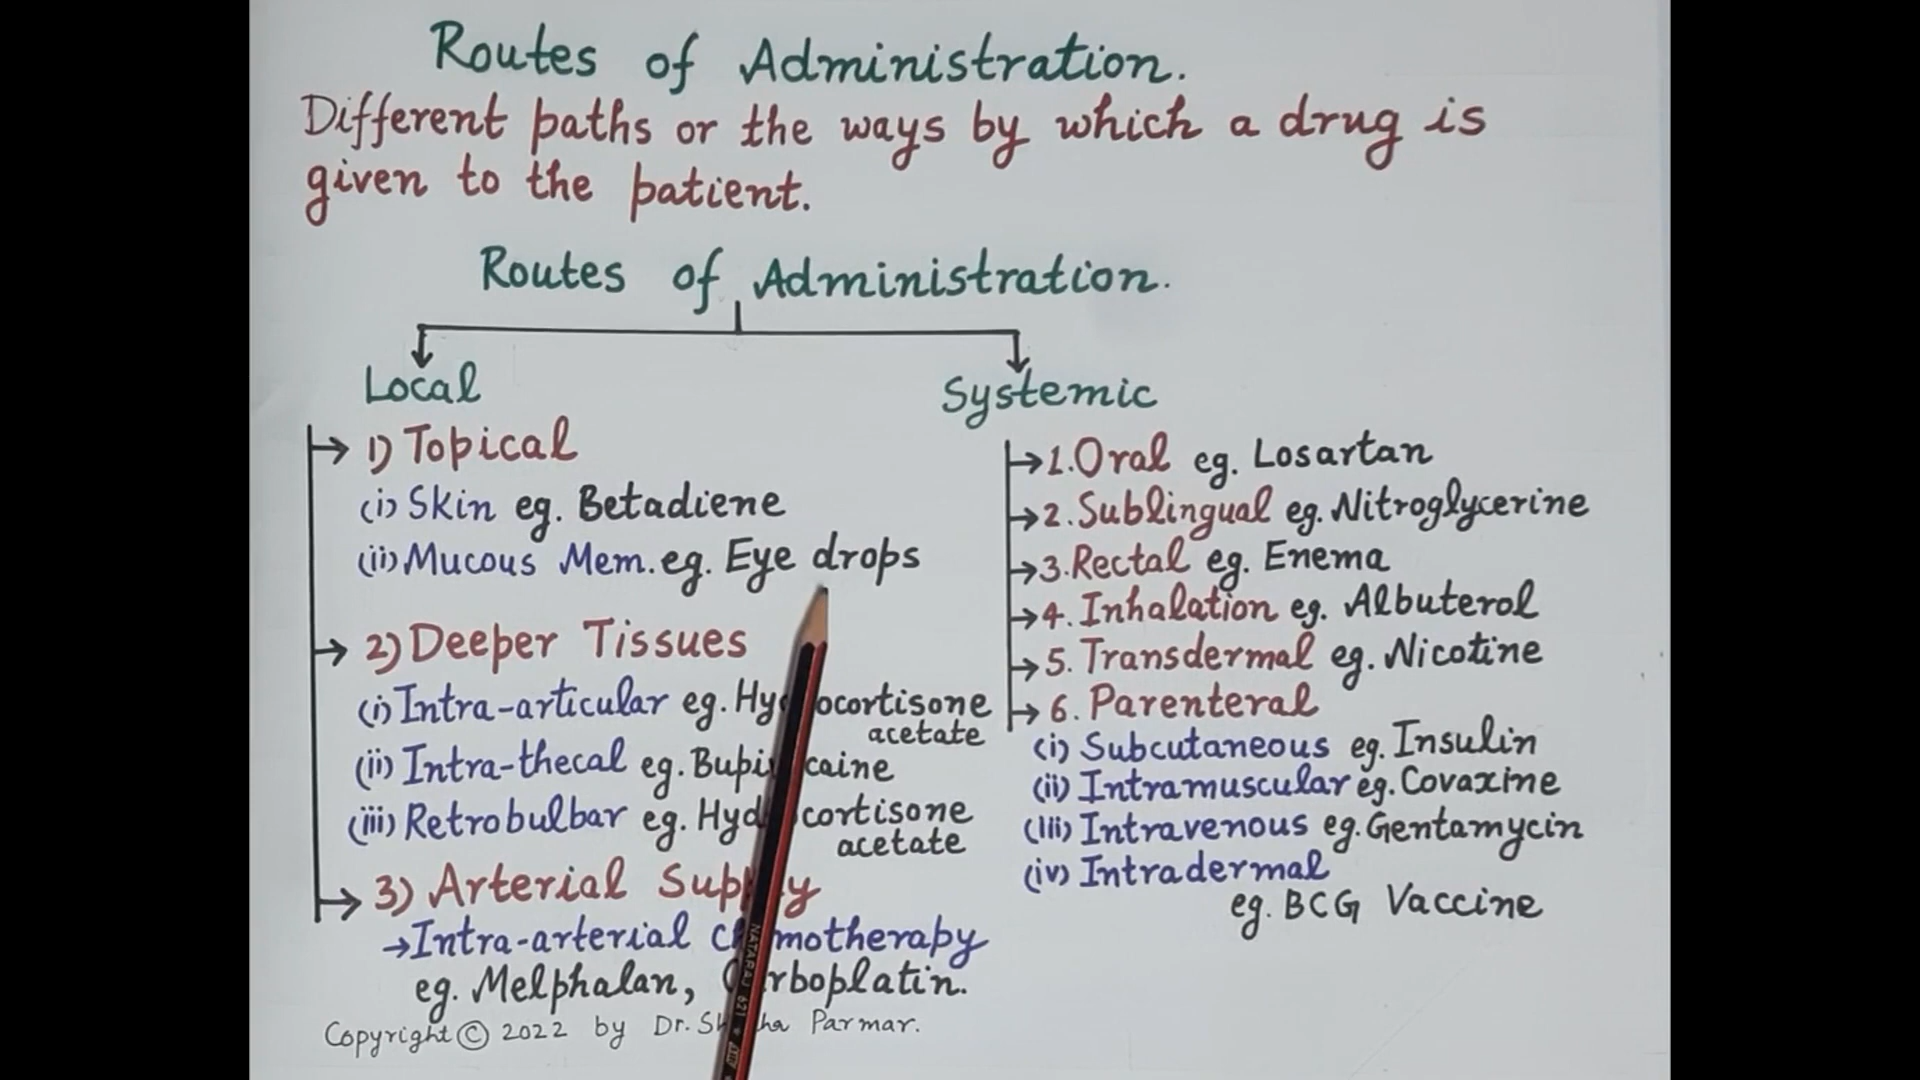 Routes of Administration.
Different paths or the ways by which a drug is
given to the patient.
Routes of Administration.
Local
1) Topical
(i) Skin eg. Betadiene
(ii) Mucous Mem. eg. Eye drops
2) Deeper Tissues
(i) Intra-articular eg.
acetate
(ii) Intra-thecal eg.
(iii) Retrobulbar eg.
acetate
3) Arterial
→Intra-arterial
eg. Melphalan,
Copyright © 2022 by Dr. Parmar.
Systemic
1. Oral eg. Losartan
2. Sublingual eg. Nitroglycerine
3. Rectal eg. Enema
4. Inhalation eg. Albuterol
5. Transdermal eg. Nicotine
6. Parenteral
(i) Subcutaneous eg. Insulin
(ii) Intramuscular eg. Covaxine
(iii) Intravenous eg. Gentamycin
(iv) Intradermal
eg. BCG Vaccine
NATARAJ 621